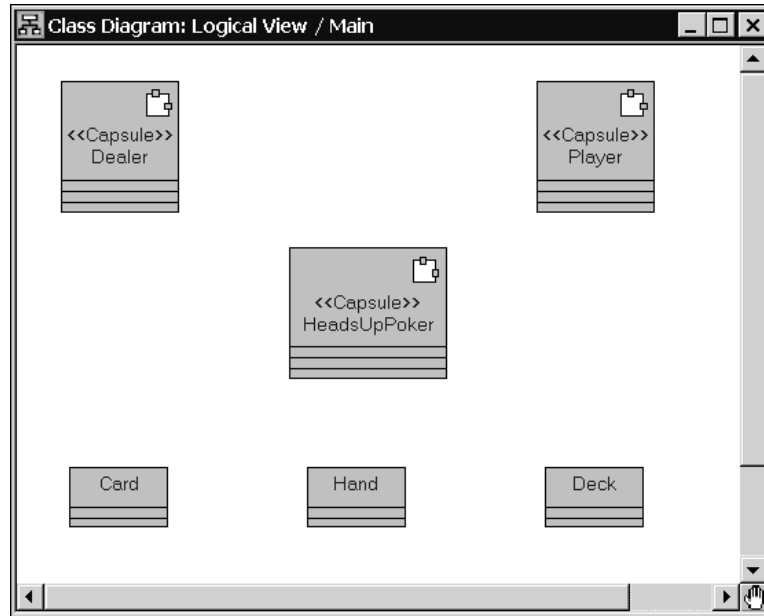 Class Diagram: Logical View / Main
<<Capsule>>
Dealer
<<Capsule>>
Player
<<Capsule>>
HeadsUpPoker
Card
Hand
Deck